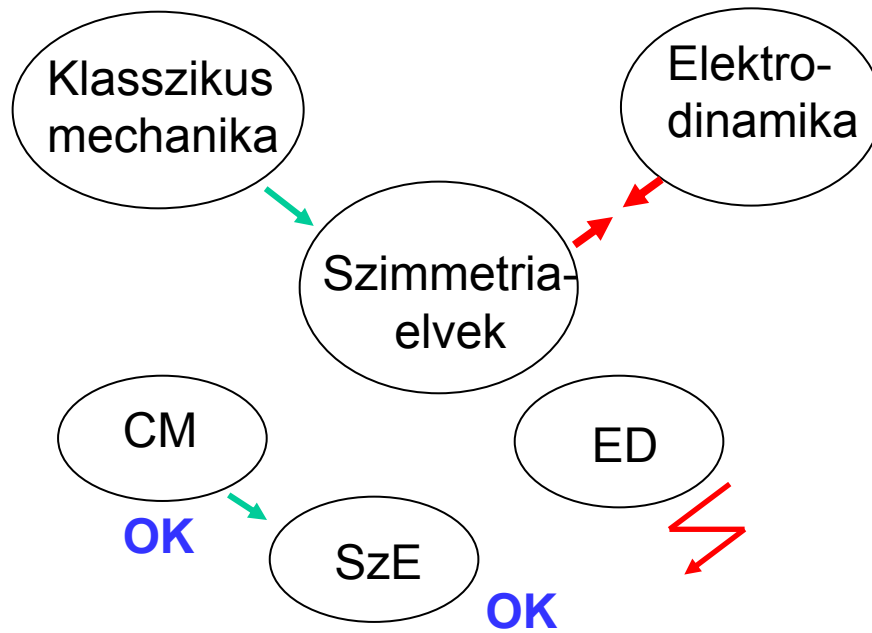 Klasszikus
mechanika
Elektro-
dinamika
Szimmetria-
elvek
CM
OK
ED
SzE
OK